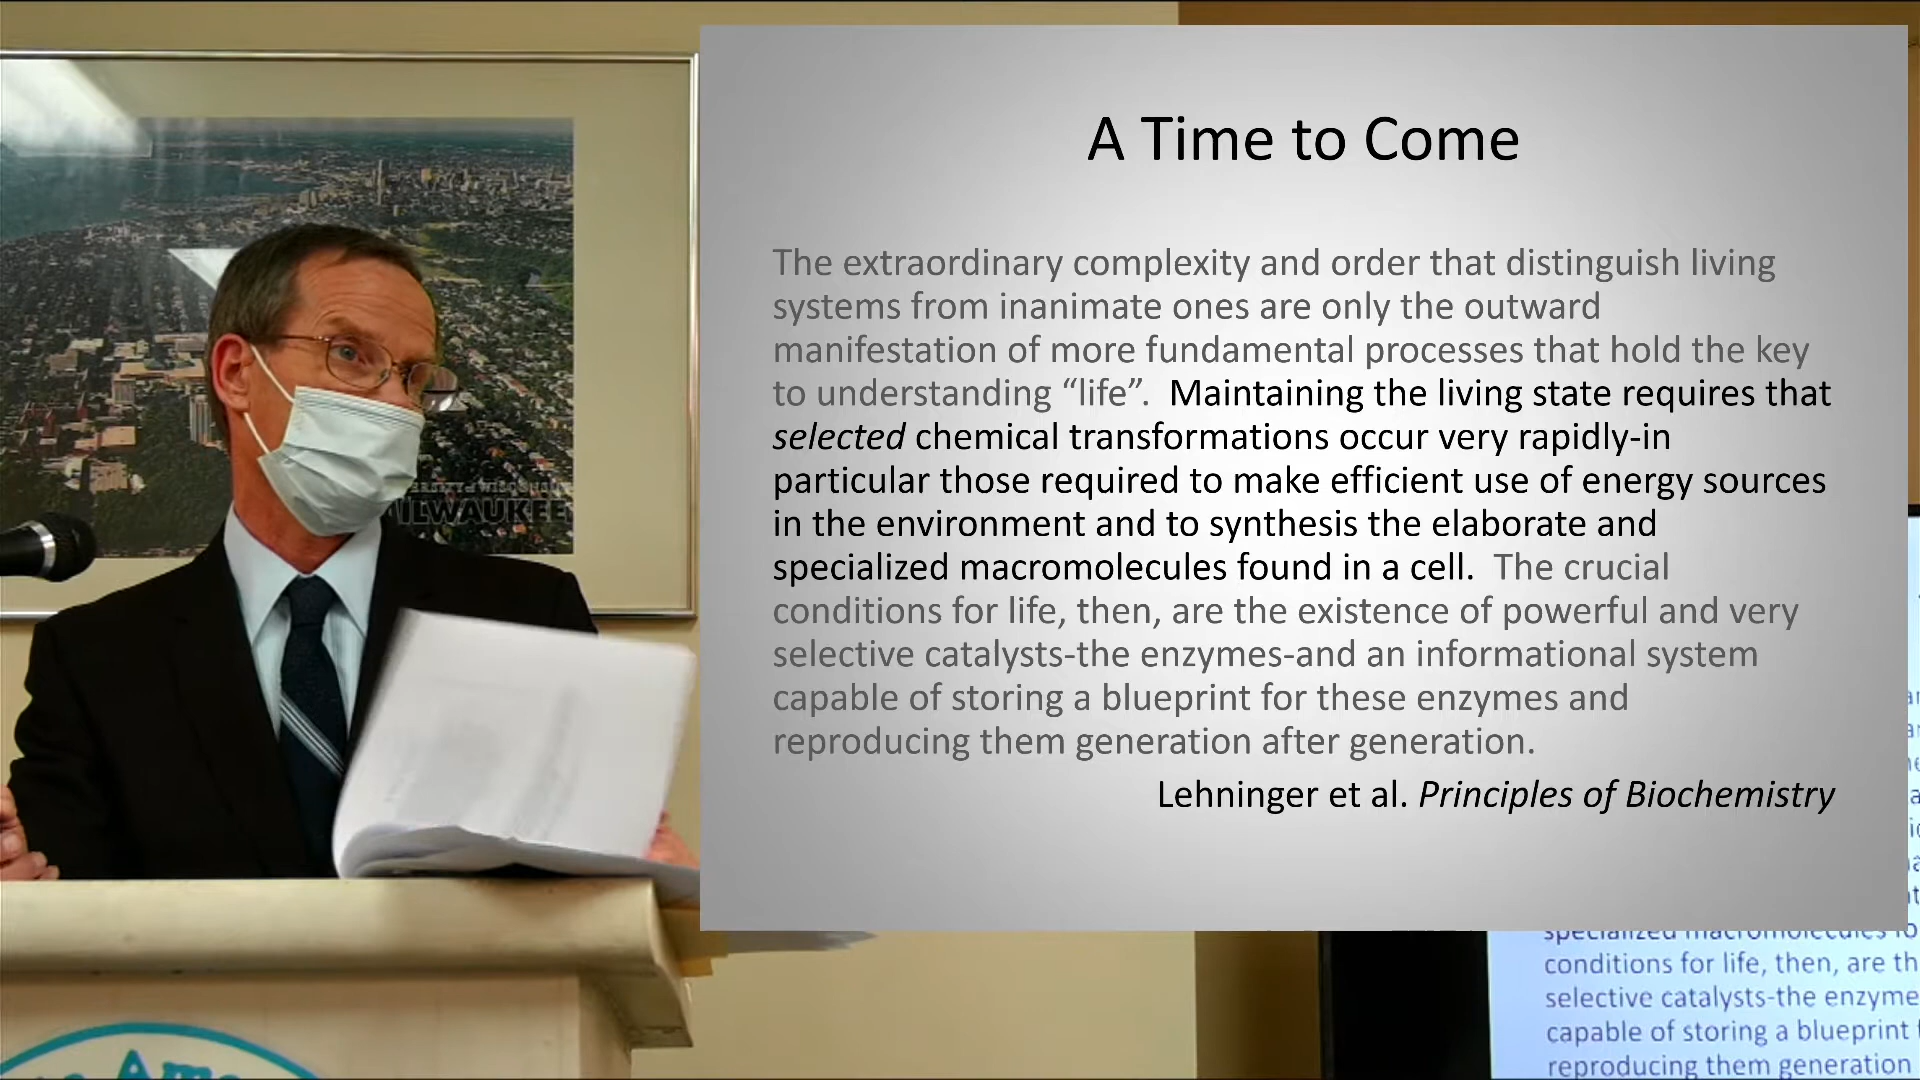 A Time to Come
The extraordinary complexity and order that distinguish living
systems from inanimate ones are only the outward
manifestation of more fundamental processes that hold the key
to understanding “life”.  Maintaining the living state requires that
selected chemical transformations occur very rapidly-in
particular those required to make efficient use of energy sources
in the environment and to synthesis the elaborate and
specialized macromolecules found in a cell.  The crucial
conditions for life, then, are the existence of powerful and very
selective catalysts-the enzymes-and an informational system
capable of storing a blueprint for these enzymes and
reproducing them generation after generation.
Lehninger et al. Principles of Biochemistry
MILWAUKEE
specialized macromolecules
conditions for life, then, are th
selective catalysts-the enzyme
capable of storing a blueprint
reproducing them generation